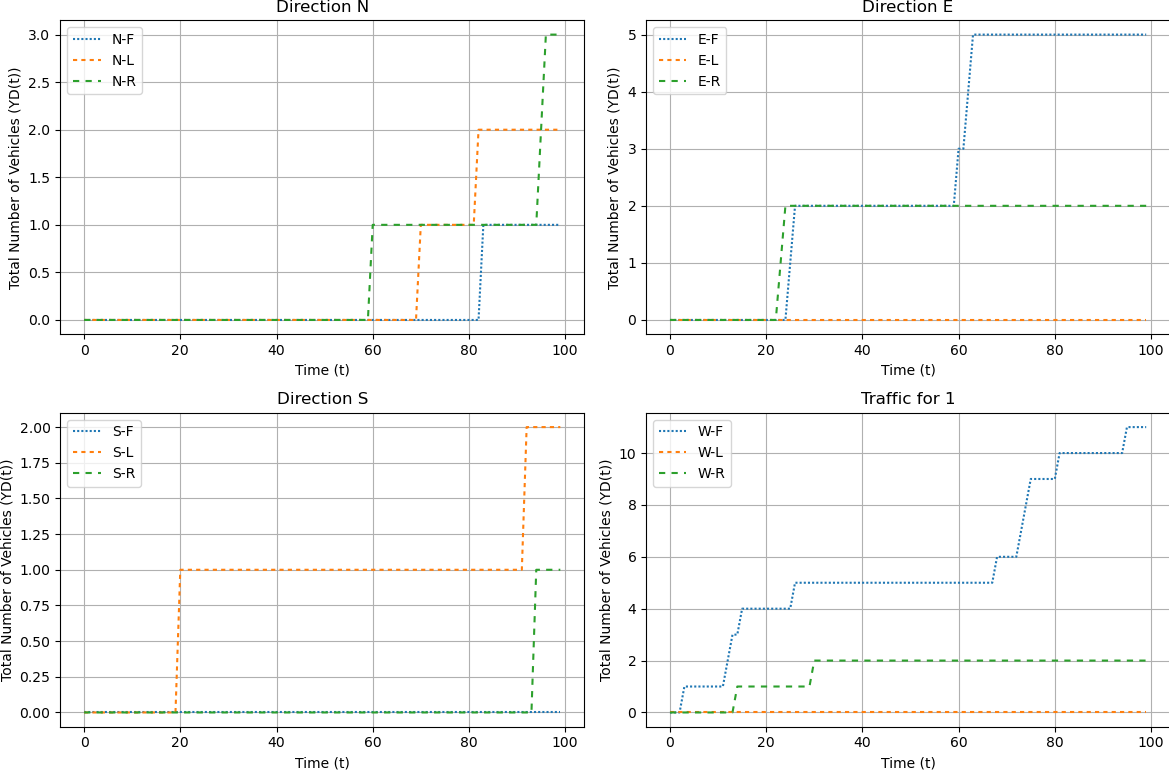 Direction N
Total Number of Vehicles (YD(t))
3.0
2.5
2.0
1.5
1.0
0.5
0.0
N-F
N-L
N-R
0 20 40 60 80 100
Time (t)
Direction E
Total Number of Vehicles (YD(t))
5
4
3
2
1
0
E-F
E-L
E-R
0 20 40 60 80 100
Time (t)
Direction S
Total Number of Vehicles (YD(t))
2.00
1.75
1.50
1.25
1.00
0.75
0.50
0.25
0.00
S-F
S-L
S-R
0 20 40 60 80 100
Time (t)
Traffic for 1
Total Number of Vehicles (YD(t))
10
8
6
4
2
0
W-F
W-L
W-R
0 20 40 60 80 100
Time (t)